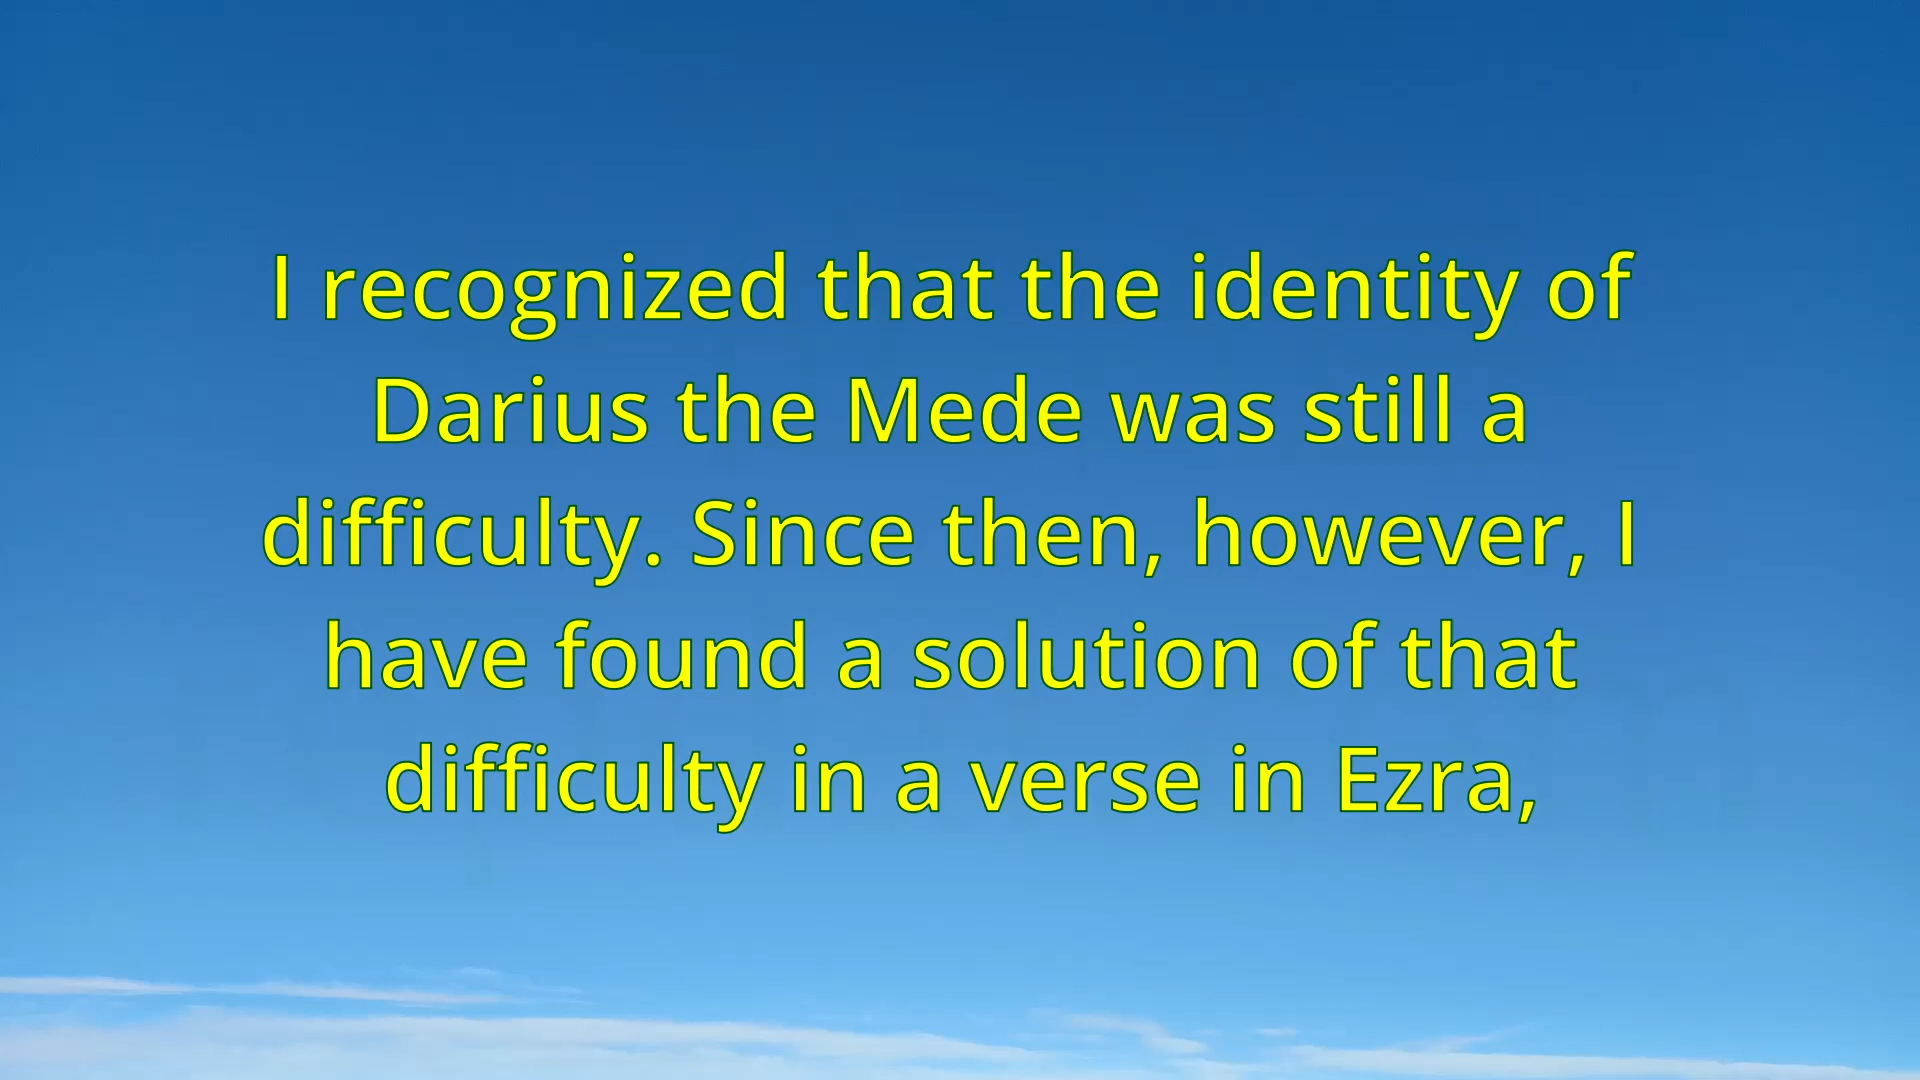 I recognized that the identity of
Darius the Mede was still a
difficulty. Since then, however, I
have found a solution of that
difficulty in a verse in Ezra,